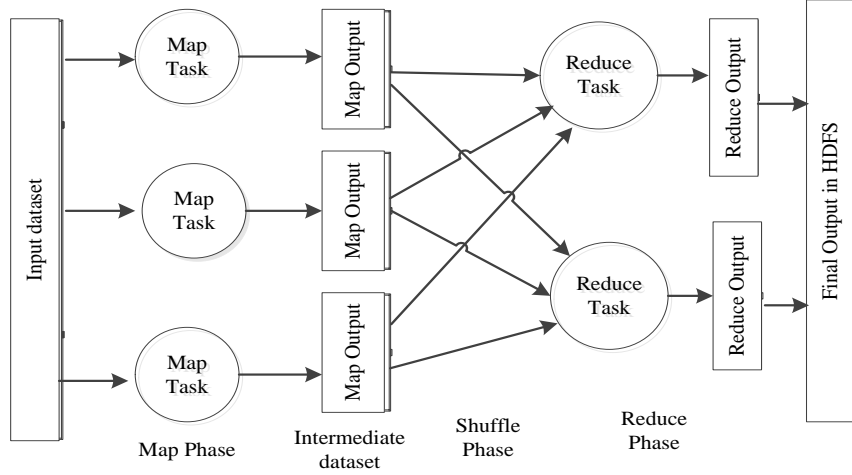 Input dataset
Map
Task
Map Output
Reduce
Task
Reduce Output
Final Output in HDFS
Map
Task
Map Output
Reduce
Task
Reduce Output
Map
Task
Map Output
Map Phase
Intermediate
dataset
Shuffle
Phase
Reduce
Phase